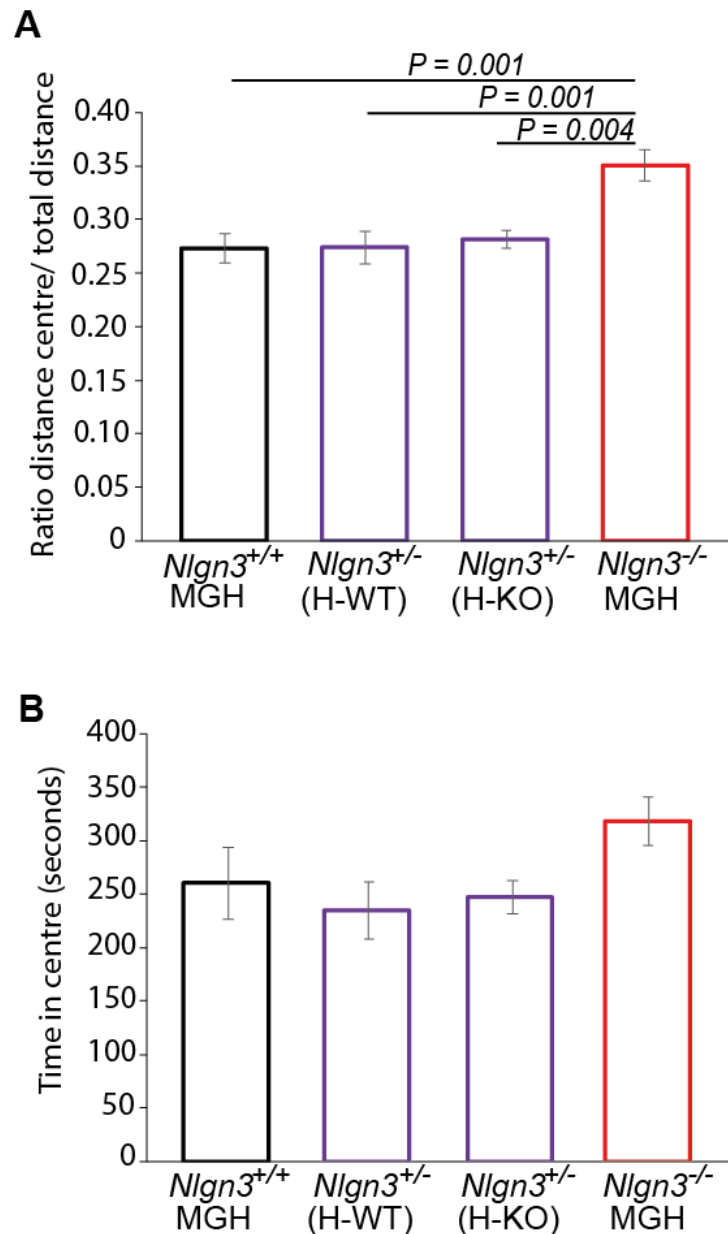 A
P = 0.001
P = 0.001
P = 0.004
Ratio distance centre/ total distance
0.40
0.35
0.30
0.25
0.20
0.15
0.10
0.05
0
Nlgn3+/+ Nlgn3+/- Nlgn3+/- Nlgn3-/-
MGH (H-WT) (H-KO) MGH
B
Time in centre (seconds)
400
350
300
250
200
150
100
50
0
Nlgn3+/+ Nlgn3+/- Nlgn3+/- Nlgn3-/-
MGH (H-WT) (H-KO) MGH